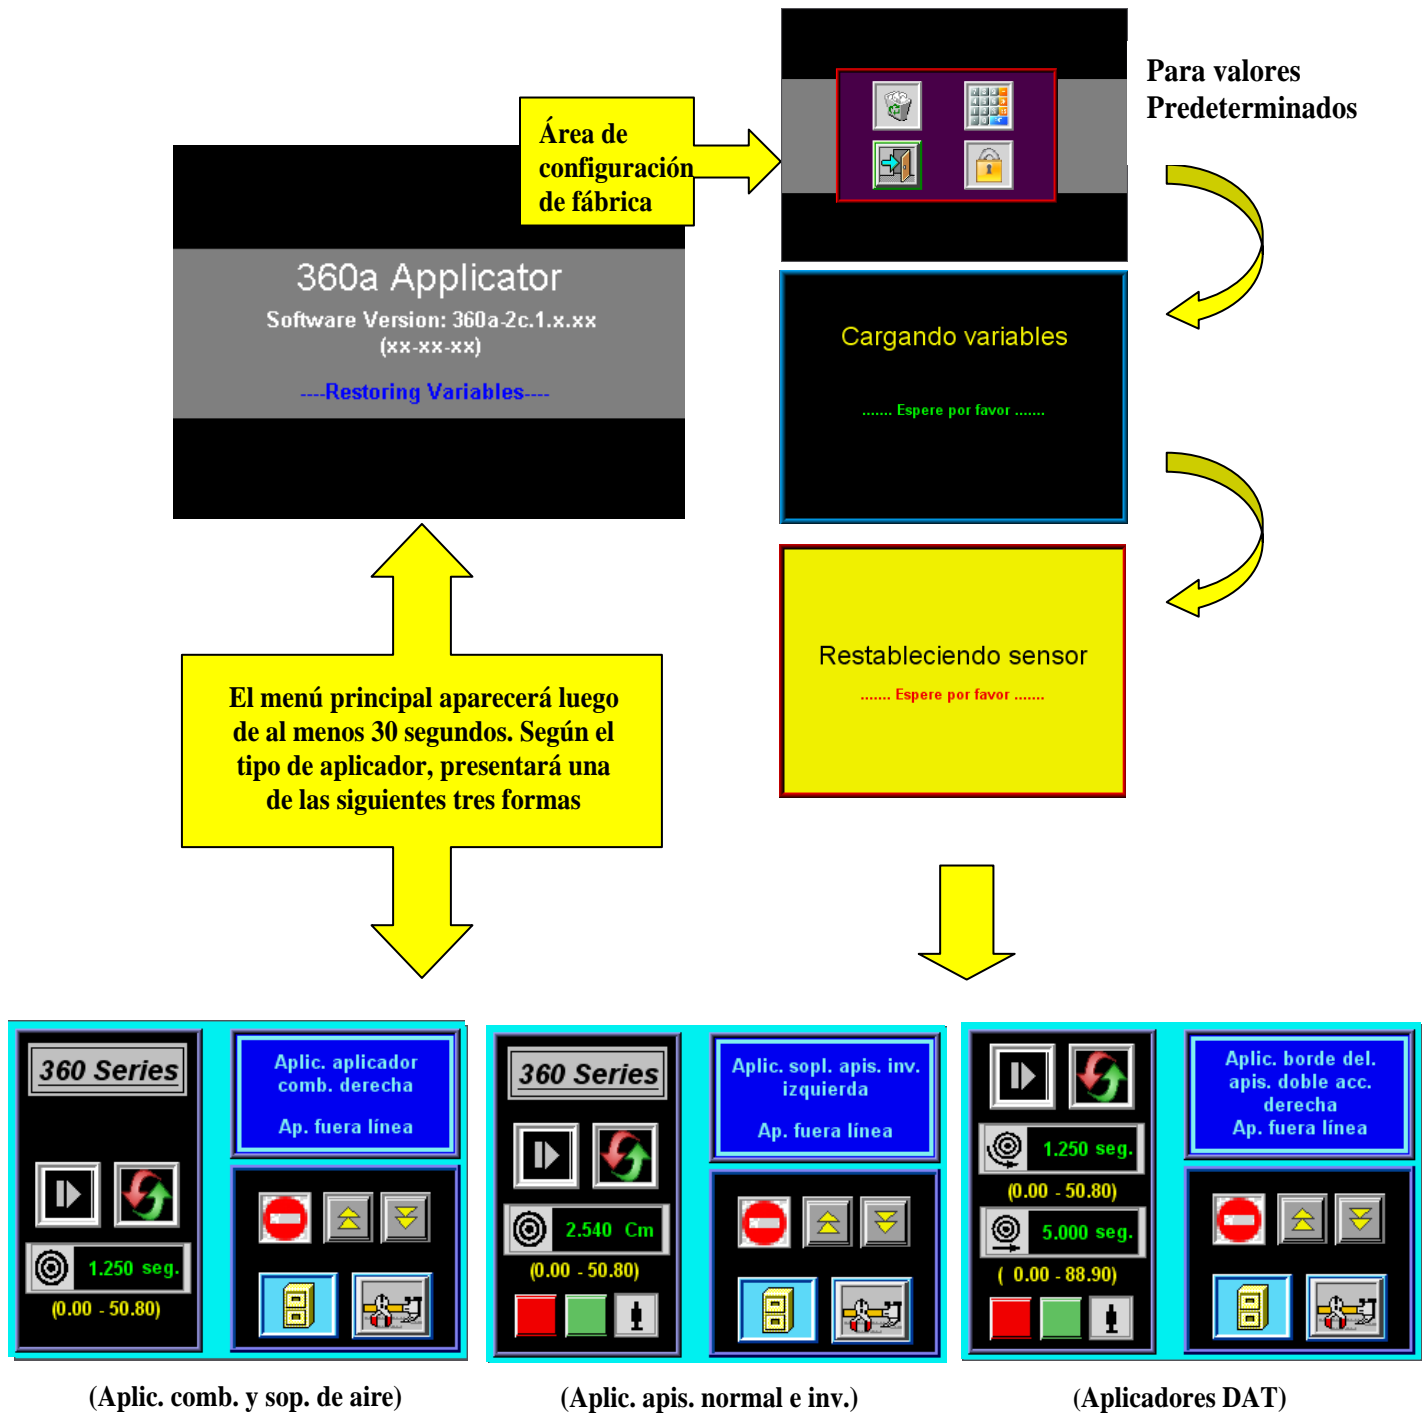 Para valores
Predeterminados
Área de
configuración
de fábrica
360a Applicator
Software Version: 360a-2c.1.x.xx
(xx-xx-xx)
----Restoring Variables----
Cargando variables
....... Espere por favor .......
Restableciendo sensor
....... Espere por favor .......
El menú principal aparecerá luego
de al menos 30 segundos. Según el
tipo de aplicador, presentará una
de las siguientes tres formas
360 Series
Aplic. aplicador
comb. derecha
Ap. fuera línea
1.250 seg.
(0.00 - 50.80)
(Aplic. comb. y sop. de aire)
360 Series
Aplic. sopl. apis. inv.
izquierda
Ap. fuera línea
2.540 Cm
(0.00 - 50.80)
(Aplic. apis. normal e inv.)
Aplic. borde del.
apis. doble acc.
derecha
Ap. fuera línea
1.250 seg.
(0.00 - 50.80)
5.000 seg.
( 0.00 - 88.90)
(Aplicadores DAT)